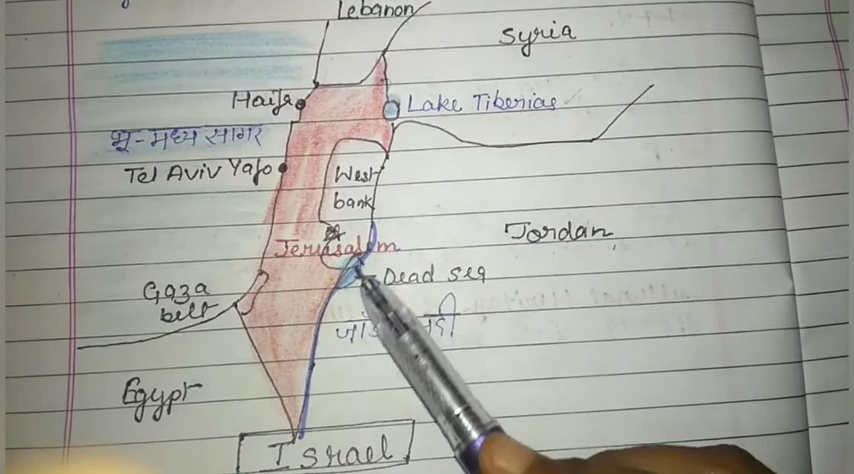 Lebanon
Syria
Haifa
Lake Tiberias
भू-मध्य सागर
Tel Aviv Yafo
West
bank
Jerusalem
Jordan
Dead sea
Gaza
belt
Egypt
Israel